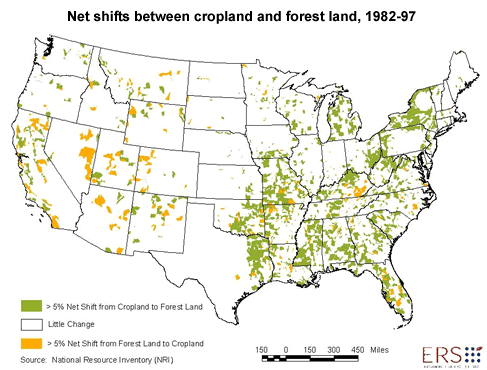 Net shifts between cropland and forest land, 1982-97
> 5% Net Shift from Cropland to Forest Land
Little Change
> 5% Net Shift from Forest Land to Cropland
Source: National Resource Inventory (NRI)
150 0 150 300 450 Miles
ERS